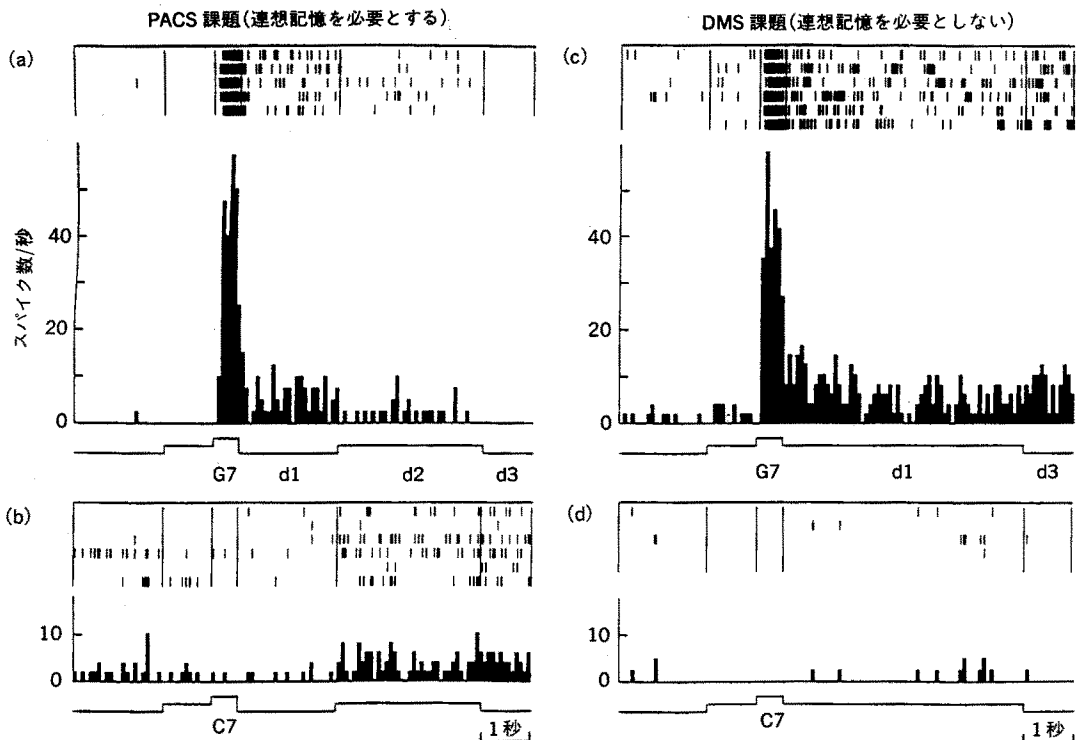 PACS 課題(連想記憶を必要とする)
DMS 課題(連想記憶を必要としない)
(a)
(c)
スパイク数/秒
40
20
0
40
20
0
G7
d1
d2
d3
G7
d1
d3
(b)
(d)
10
0
10
0
C7
1 秒
C7
1 秒